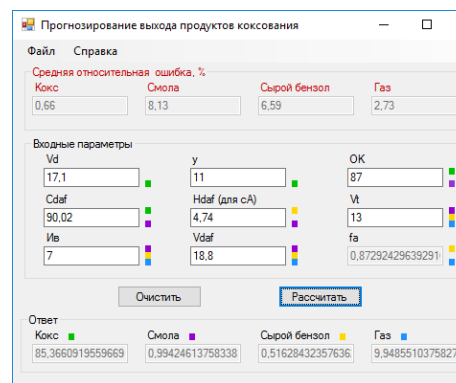 Прогнозирование выхода продуктов коксования
Файл Справка
Средняя относительная ошибка, %
Кокс Смола Сырой бензол Газ
0,66 8,13 6,59 2,73
Входные параметры
Vd y OK
17,1 11 87
Cdaf Hdaf (для cA) Vt
90,02 4,74 13
Ив Vdaf fa
7 18,8 0,87292429639291
Очистить Рассчитать
Ответ
Кокс Смола Сырой бензол Газ
85,3660919559669 0,99424613758338 0,51628432357636 9,9485510375827